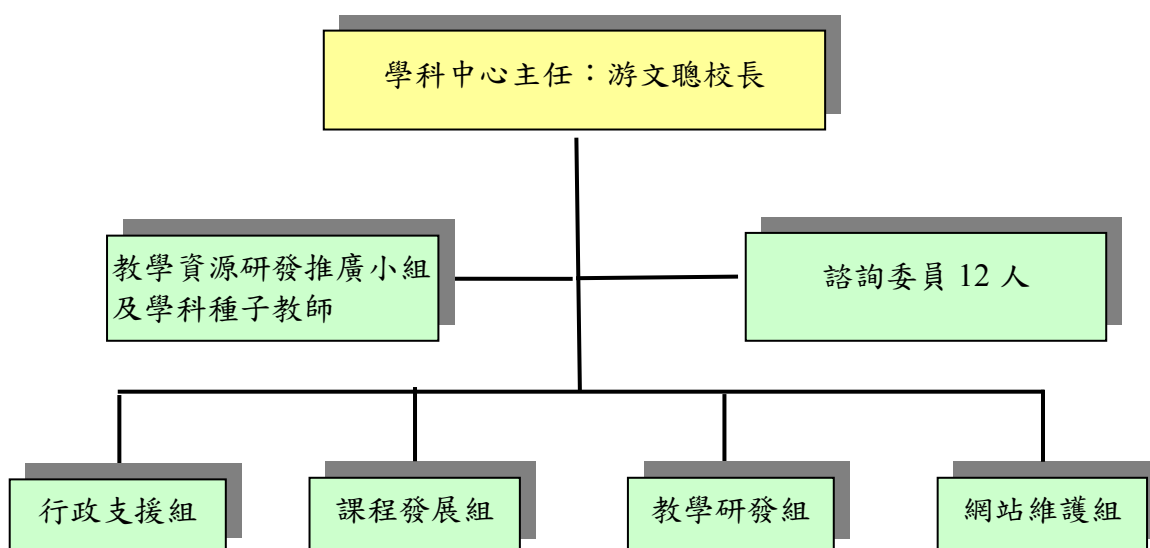 學科中心主任：游文聰校長
教學資源研發推廣小組
及學科種子教師
諮詢委員 12 人
行政支援組
課程發展組
教學研發組
網站維護組